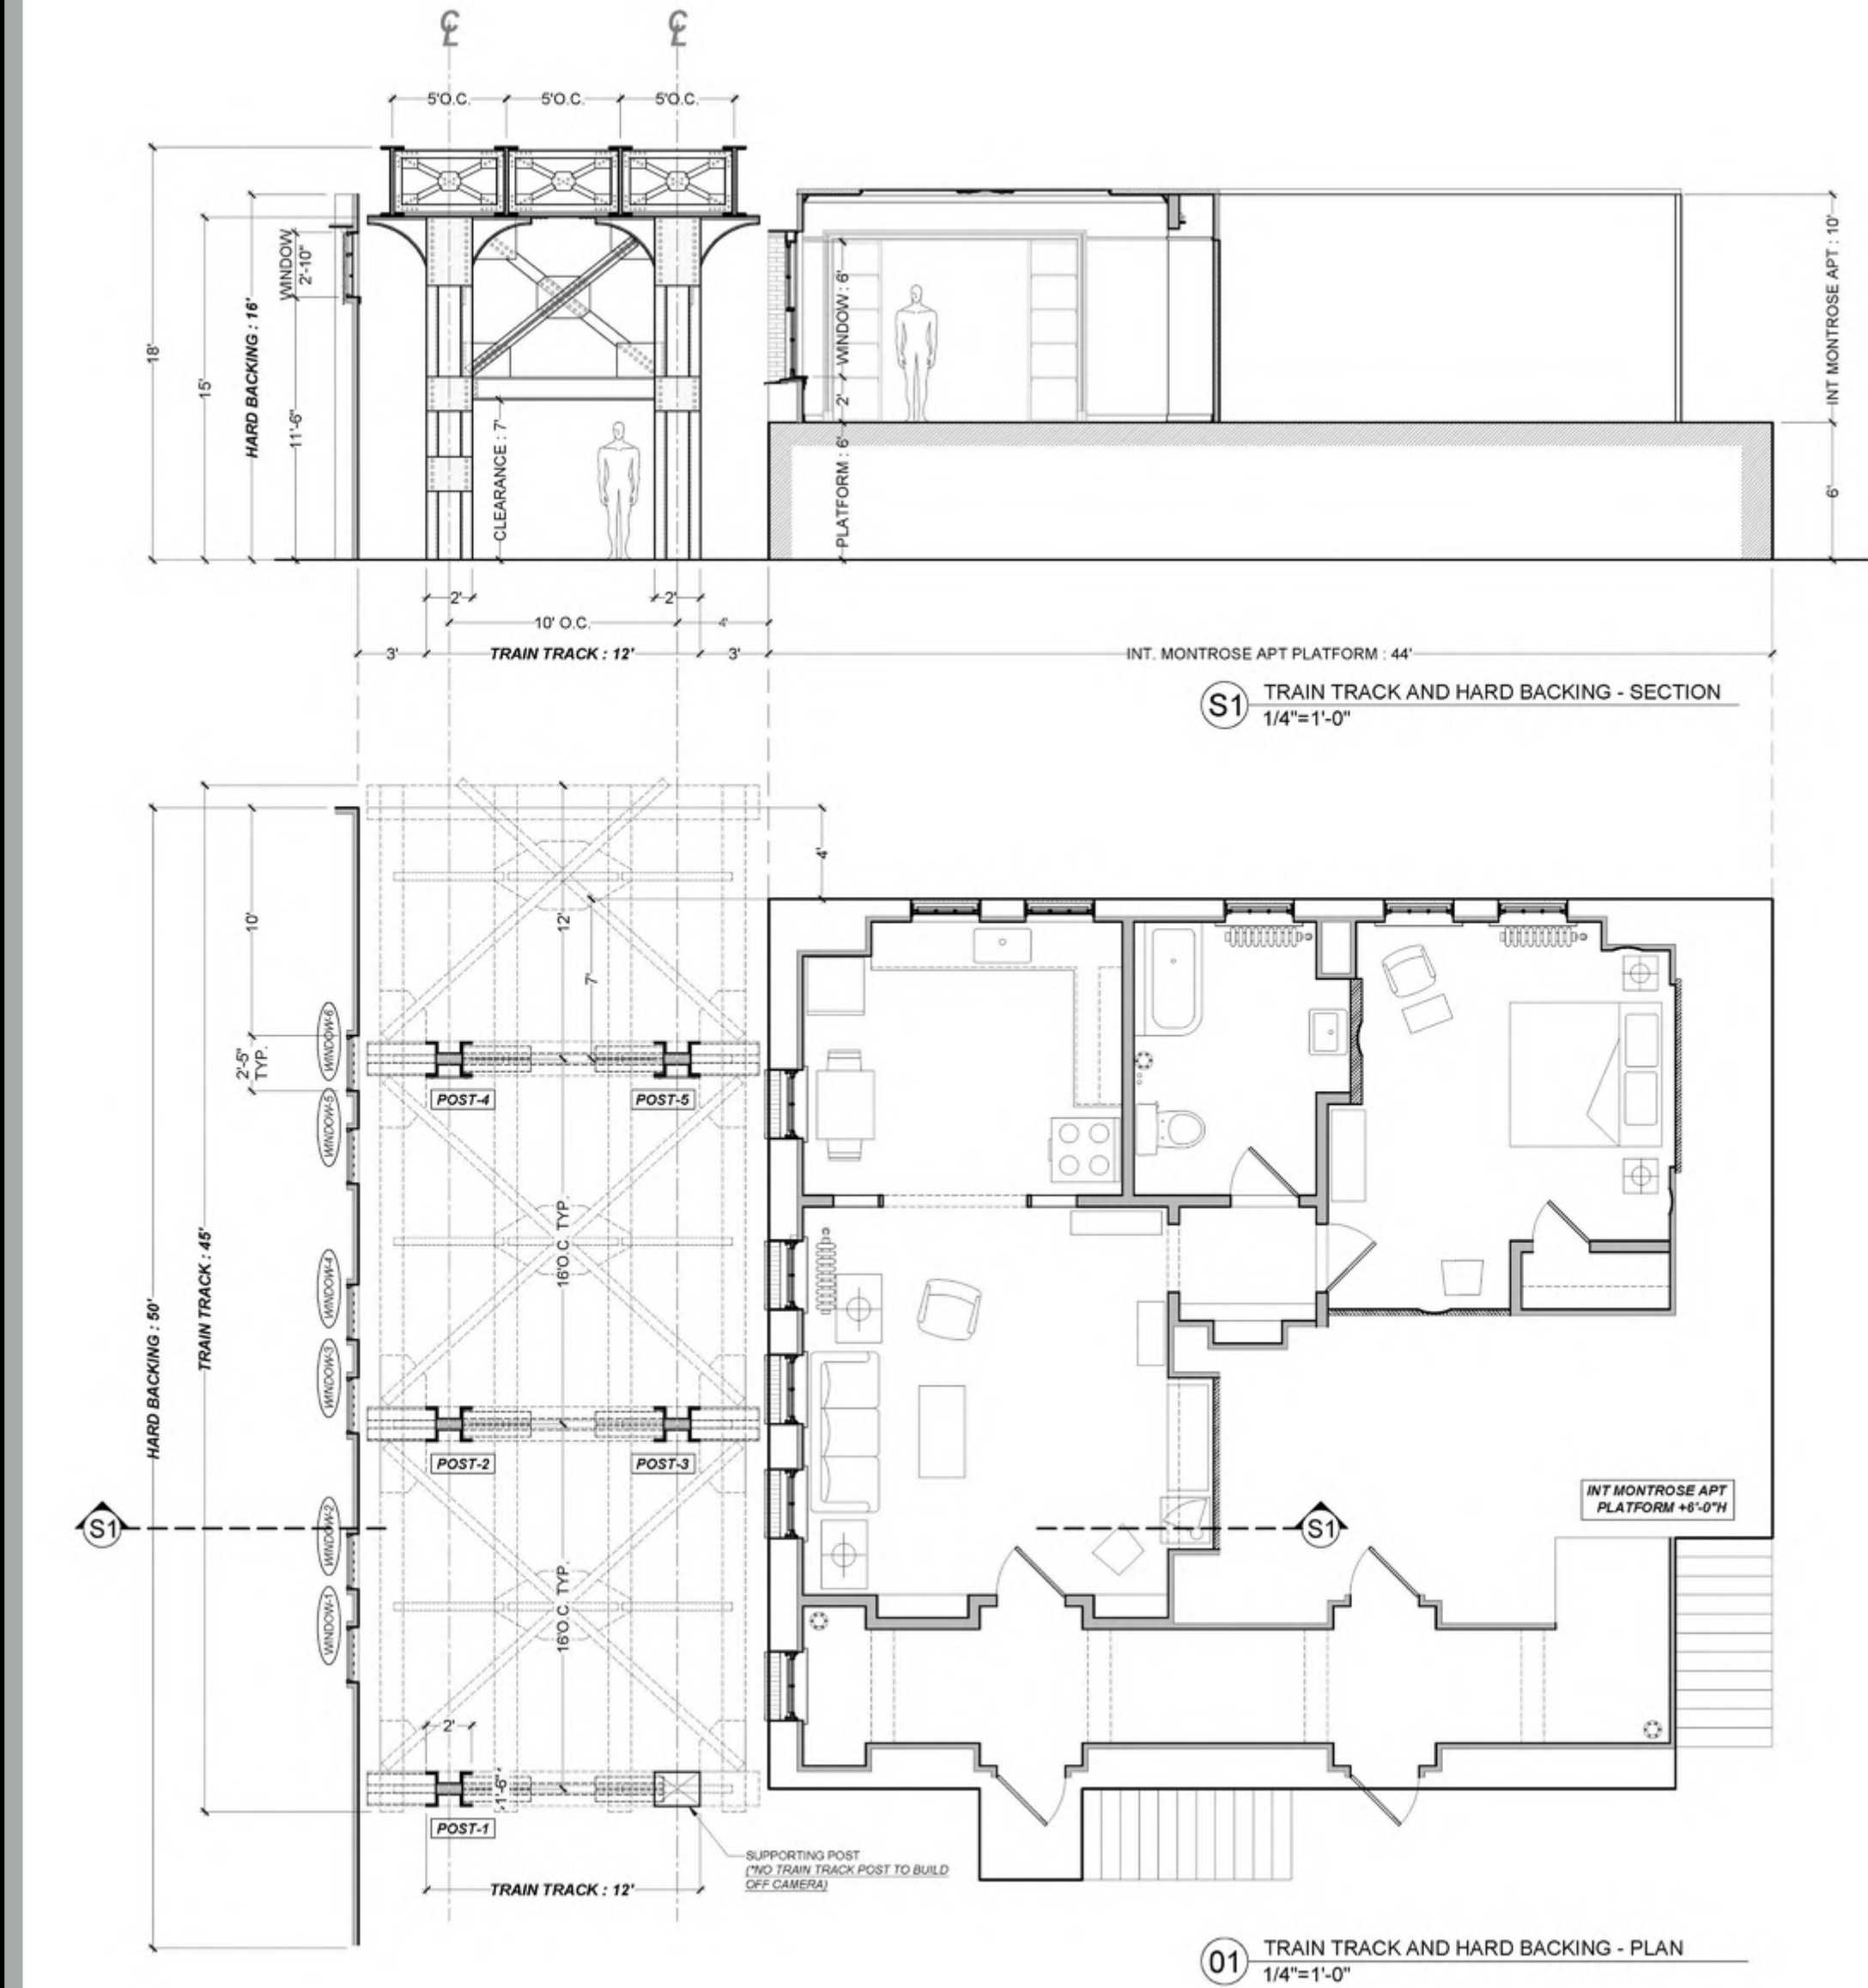 ℄
℄
5'O.C.
5'O.C.
5'O.C.
18'
15'
HARD BACKING : 16'
WINDOW
2'-10"
11'-6"
CLEARANCE : 7'
WINDOW : 6'
2'
PLATFORM : 6'
INT MONTROSE APT : 10'
6'
2'
2'
10' O.C.
4'
3'
TRAIN TRACK : 12'
3'
INT. MONTROSE APT PLATFORM : 44'
S1
TRAIN TRACK AND HARD BACKING - SECTION
1/4"=1'-0"
HARD BACKING : 50'
TRAIN TRACK : 45'
10'
2'-5"
TYP.
12'
7'
4'
WINDOW-6
WINDOW-5
POST-4
POST-5
16'O.C. TYP.
WINDOW-4
WINDOW-3
POST-2
POST-3
INT MONTROSE APT
PLATFORM +6'-0"H
S1
S1
WINDOW-2
WINDOW-1
16'O.C. TYP.
2'
1'-6"
POST-1
SUPPORTING POST
(*NO TRAIN TRACK POST TO BUILD
OFF CAMERA)
TRAIN TRACK : 12'
01
TRAIN TRACK AND HARD BACKING - PLAN
1/4"=1'-0"